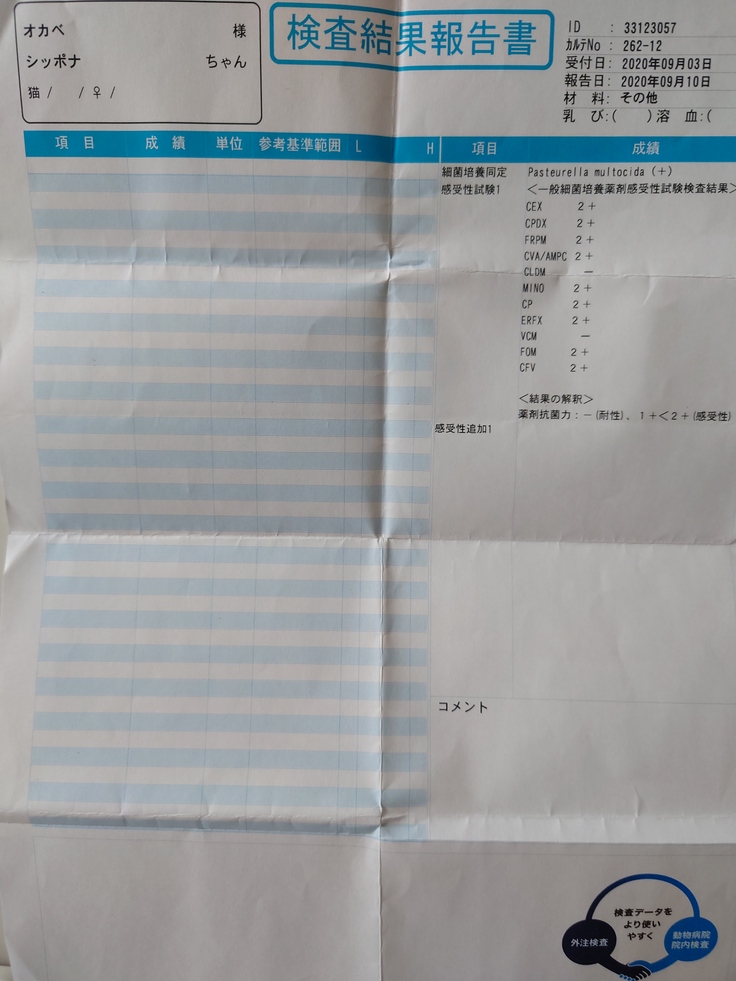 オカベ 様
シッポナ ちゃん
猫 / / ♀ /
検査結果報告書
ID : 33123057
ｶﾙﾃNo : 262-12
受付日: 2020年09月03日
報告日: 2020年09月10日
材 料: その他
乳 び:( )溶 血:(
項 目 成 績 単位 参考基準範囲 L H 項目 成績
細菌培養同定 Pasteurella multocida (+)
感受性試験1 <一般細菌培養薬剤感受性試験検査結果>
CEX 2+
CPDX 2+
FRPM 2+
CVA/AMPC 2+
CLDM −
MINO 2+
CP 2+
ERFX 2+
VCM −
FOM 2+
CFV 2+
<結果の解釈>
薬剤抗菌力:−(耐性)、1+<2+(感受性)
感受性追加1
コメント
検査データを
より使い
やすく
外注検査
動物病院
院内検査